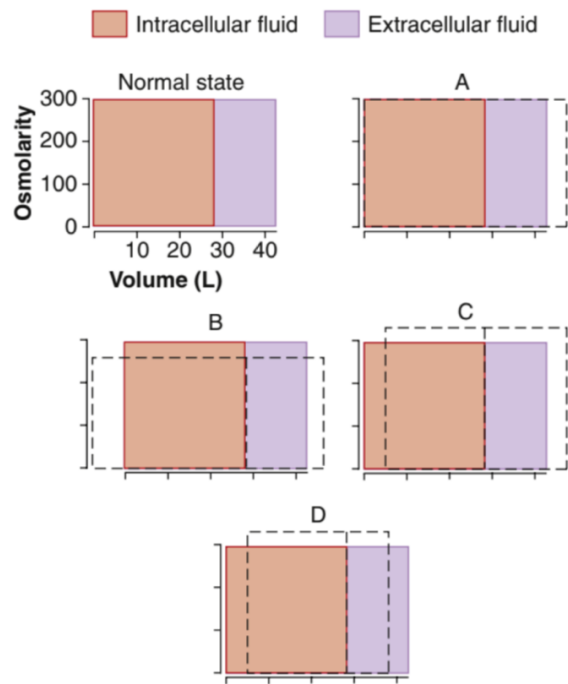 Intracellular fluid Extracellular fluid
Normal state
A
300
200
100
0
Osmolarity
10 20 30 40
Volume (L)
B
C
D